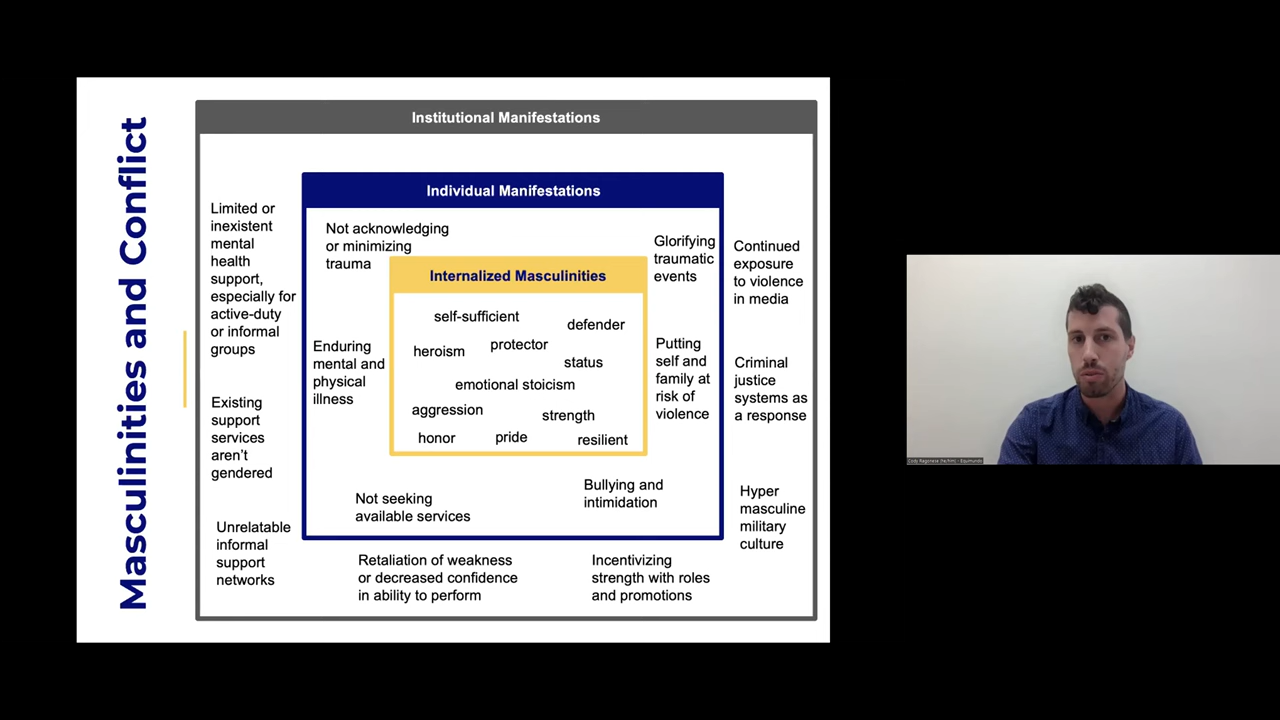 Masculinities and Conflict
Institutional Manifestations
Limited or
inexistent
mental
health
support,
especially for
active-duty
or informal
groups
Existing
support
services
aren't
gendered
Unrelatable
informal
support
networks
Individual Manifestations
Not acknowledging
or minimizing
trauma
Enduring
mental and
physical
illness
Internalized Masculinities
self-sufficient
defender
heroism
protector
status
emotional stoicism
aggression
strength
honor
pride
resilient
Glorifying
traumatic
events
Putting
self and
family at
risk of
violence
Not seeking
available services
Bullying and
intimidation
Continued
exposure
to violence
in media
Criminal
justice
systems as
a response
Hyper
masculine
military
culture
Retaliation of weakness
or decreased confidence
in ability to perform
Incentivizing
strength with roles
and promotions
Cody Ragonese (he/him) - Equimundo